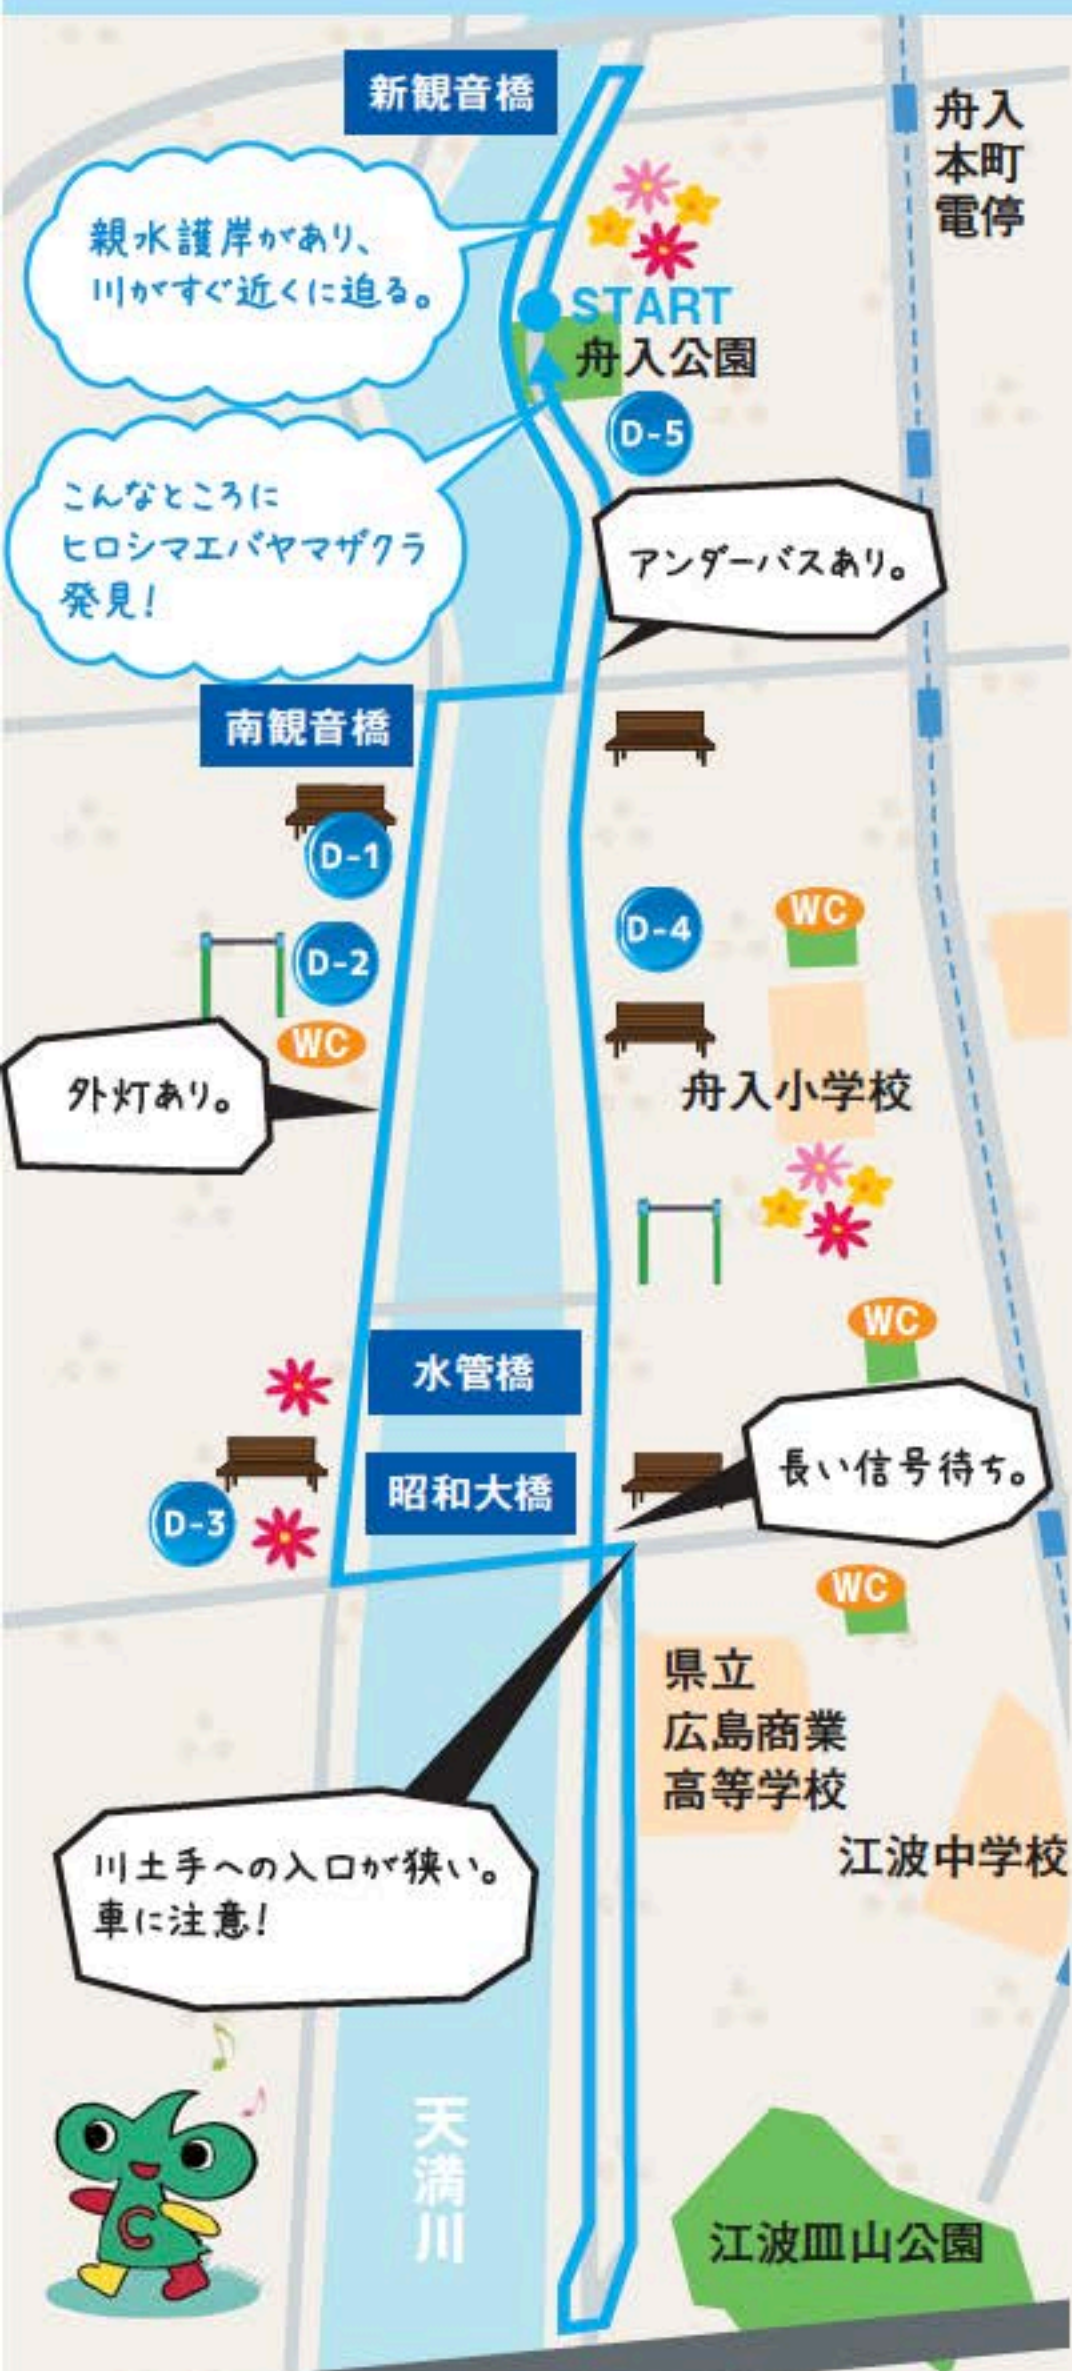 新観音橋
舟入
本町
電停
親水護岸があり、
川がすぐ近くに迫る。
START
舟入公園
D-5
こんなところに
ヒロシマエバヤマザクラ
発見!
アンダーパスあり。
南観音橋
D-1
D-4
WC
D-2
WC
外灯あり。
舟入小学校
WC
水管橋
長い信号待ち。
昭和大橋
D-3
WC
県立
広島商業
高等学校
江波中学校
川土手への入口が狭い。
車に注意!
天満川
C
江波皿山公園